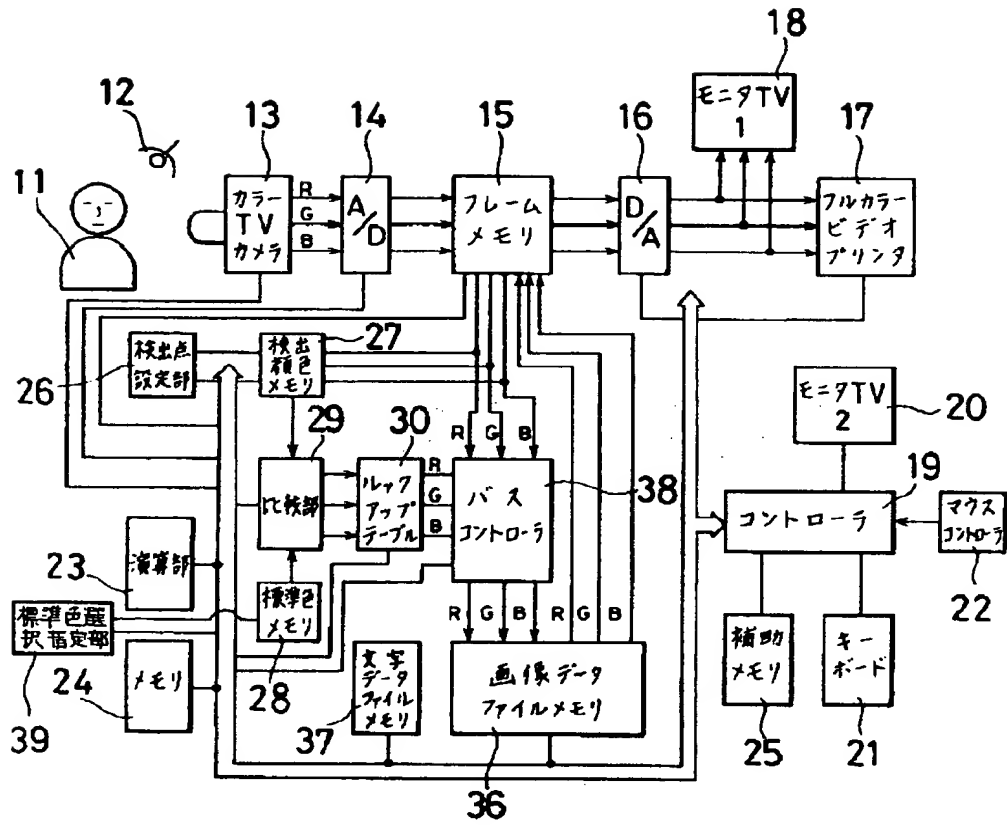 18
モニタTV
1
12
13
14
15
16
17
11
カラー
TV
カメラ
R
G
B
A/D
フレーム
メモリ
D/A
フルカラー
ビデオ
プリンタ
26
検出点
設定部
27
検出
顔色
メモリ
モニタTV
2
20
29
30
R
G
B
比較部
ルック
アップ
テーブル
R
G
B
バス
コントローラ
38
19
コントローラ
マウス
コントローラ
22
23
演算部
標準色選
択指定部
39
標準色
メモリ
28
R
G
B
R
G
B
24
メモリ
文字
データ
ファイル
メモリ
37
画像データ
ファイルメモリ
36
補助
メモリ
25
キー
ボード
21